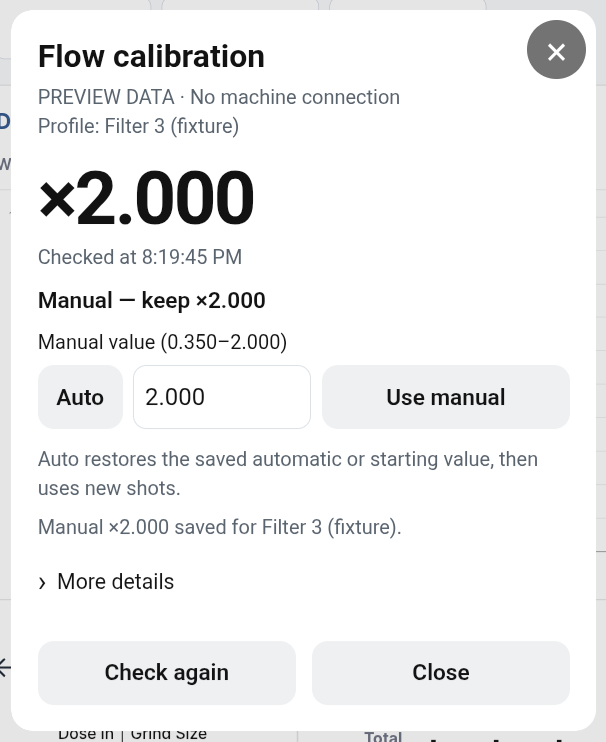 Flow calibration
×
PREVIEW DATA · No machine connection
Profile: Filter 3 (fixture)
×2.000
Checked at 8:19:45 PM
Manual — keep ×2.000
Manual value (0.350–2.000)
Auto
2.000
Use manual
Auto restores the saved automatic or starting value, then
uses new shots.
Manual ×2.000 saved for Filter 3 (fixture).
› More details
Check again
Close
Dose In | Grind Size
Total